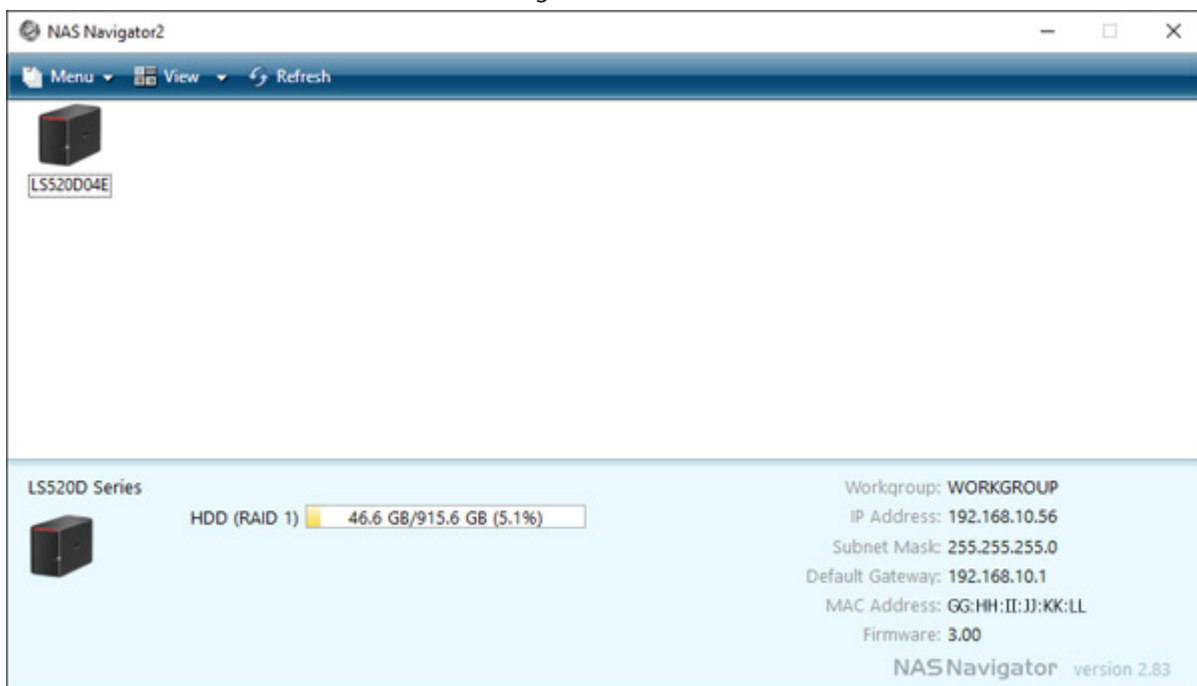 NAS Navigator2
Menu View Refresh
LS520D04E
LS520D Series
HDD (RAID 1) 46.6 GB/915.6 GB (5.1%)
Workgroup: WORKGROUP
IP Address: 192.168.10.56
Subnet Mask: 255.255.255.0
Default Gateway: 192.168.10.1
MAC Address: GG:HH:II:JJ:KK:LL
Firmware: 3.00
NAS Navigator version 2.83